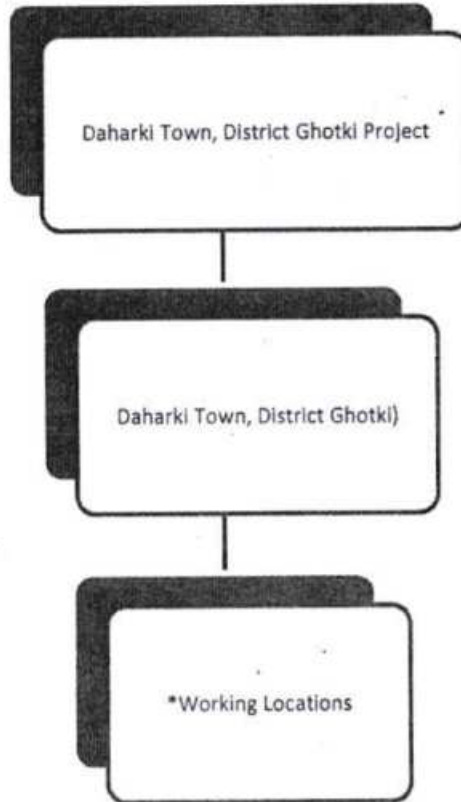 Daharki Town, District Ghotki Project
Daharki Town, District Ghotki)
*Working Locations